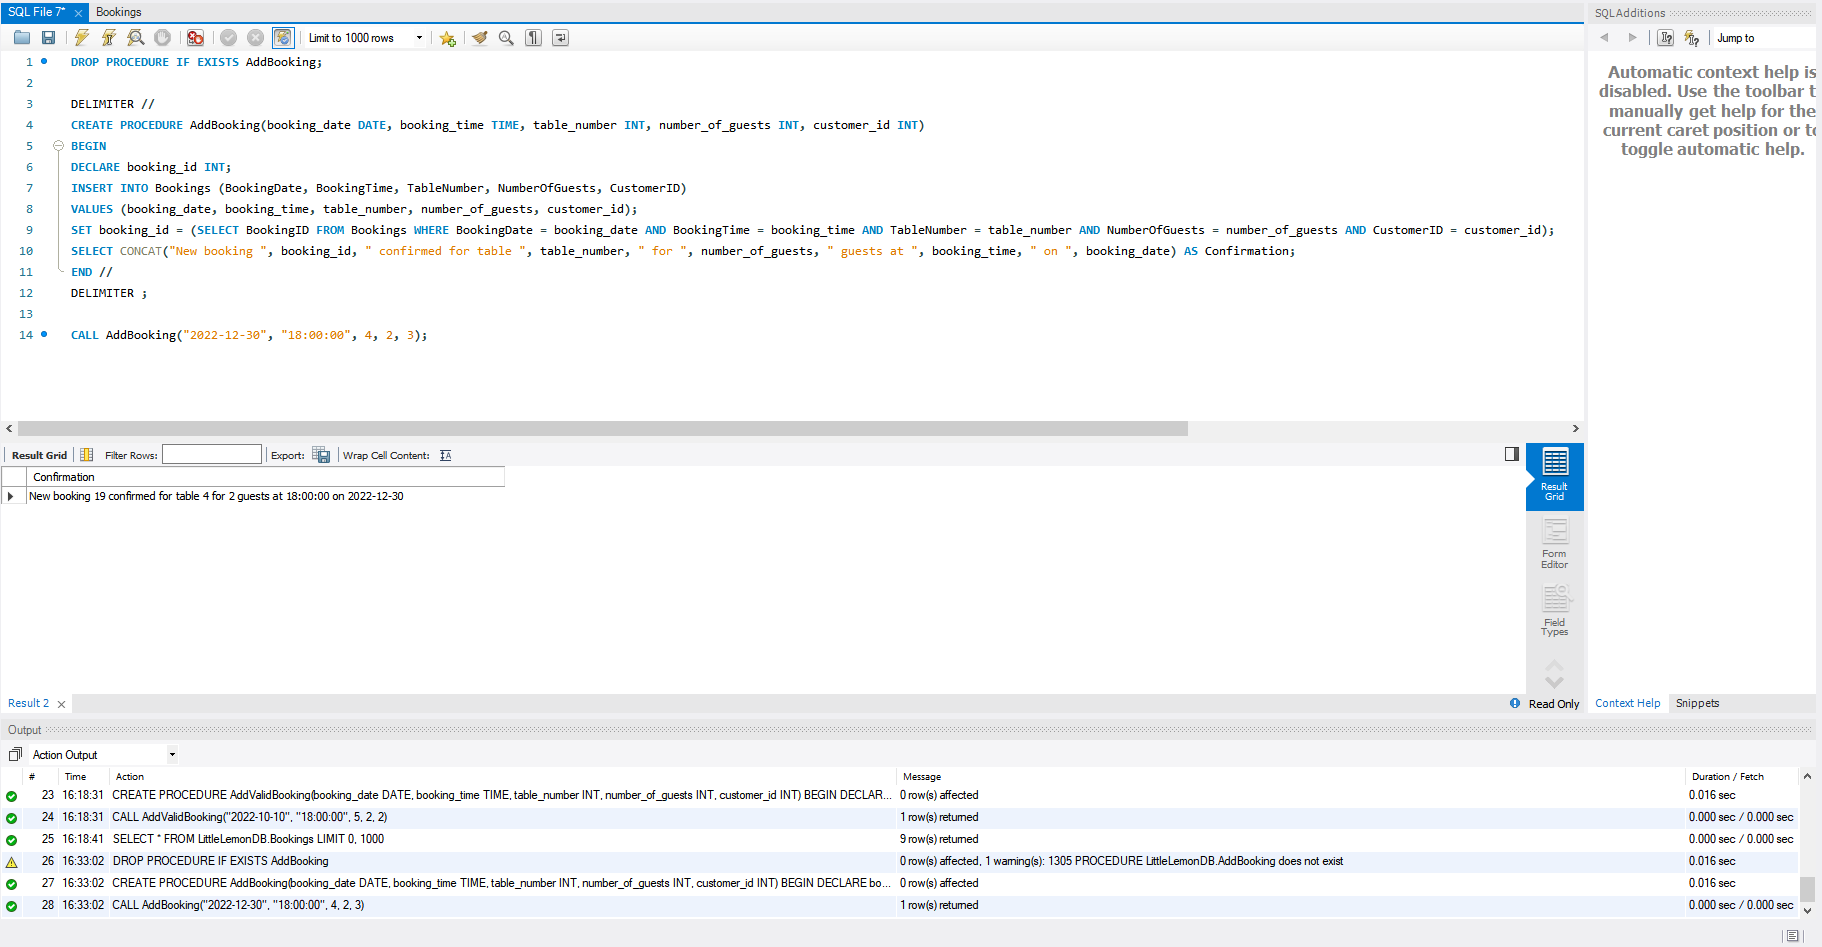 SQL File 7*
Bookings
SQLAdditions
Limit to 1000 rows
Jump to
1 DROP PROCEDURE IF EXISTS AddBooking;
2
3 DELIMITER //
4 CREATE PROCEDURE AddBooking(booking_date DATE, booking_time TIME, table_number INT, number_of_guests INT, customer_id INT)
5 BEGIN
6 DECLARE booking_id INT;
7 INSERT INTO Bookings (BookingDate, BookingTime, TableNumber, NumberOfGuests, CustomerID)
8 VALUES (booking_date, booking_time, table_number, number_of_guests, customer_id);
9 SET booking_id = (SELECT BookingID FROM Bookings WHERE BookingDate = booking_date AND BookingTime = booking_time AND TableNumber = table_number AND NumberOfGuests = number_of_guests AND CustomerID = customer_id);
10 SELECT CONCAT("New booking ", booking_id, " confirmed for table ", table_number, " for ", number_of_guests, " guests at ", booking_time, " on ", booking_date) AS Confirmation;
11 END //
12 DELIMITER ;
13
14 CALL AddBooking("2022-12-30", "18:00:00", 4, 2, 3);
Automatic context help is
disabled. Use the toolbar t
manually get help for the
current caret position or to
toggle automatic help.
Result Grid
Filter Rows:
Export:
Wrap Cell Content:
Confirmation
New booking 19 confirmed for table 4 for 2 guests at 18:00:00 on 2022-12-30
Result
Grid
Form
Editor
Field
Types
Result 2
Read Only
Context Help
Snippets
Output
Action Output
# Time Action Message Duration / Fetch
23 16:18:31 CREATE PROCEDURE AddValidBooking(booking_date DATE, booking_time TIME, table_number INT, number_of_guests INT, customer_id INT) BEGIN DECLAR... 0 row(s) affected 0.016 sec
24 16:18:31 CALL AddValidBooking("2022-10-10", "18:00:00", 5, 2, 2) 1 row(s) returned 0.000 sec / 0.000 sec
25 16:18:41 SELECT * FROM LittleLemonDB.Bookings LIMIT 0, 1000 9 row(s) returned 0.000 sec / 0.000 sec
26 16:33:02 DROP PROCEDURE IF EXISTS AddBooking 0 row(s) affected, 1 warning(s): 1305 PROCEDURE LittleLemonDB.AddBooking does not exist 0.016 sec
27 16:33:02 CREATE PROCEDURE AddBooking(booking_date DATE, booking_time TIME, table_number INT, number_of_guests INT, customer_id INT) BEGIN DECLARE bo... 0 row(s) affected 0.016 sec
28 16:33:02 CALL AddBooking("2022-12-30", "18:00:00", 4, 2, 3) 1 row(s) returned 0.000 sec / 0.000 sec